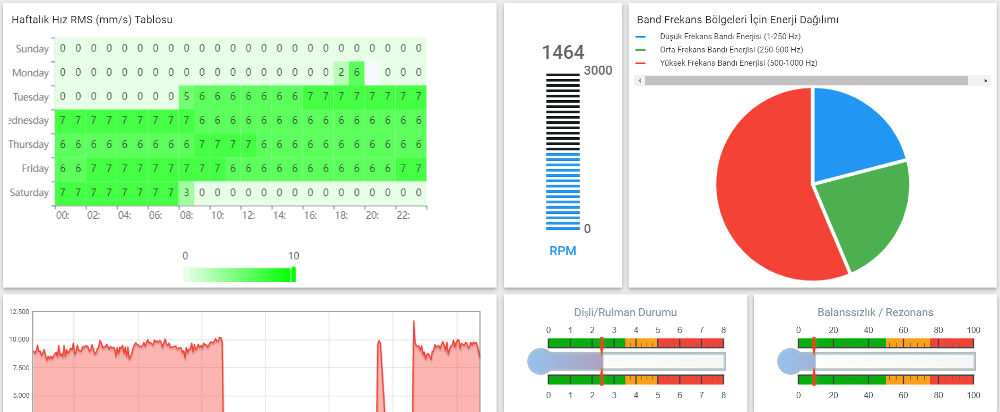 Haftalık Hız RMS (mm/s) Tablosu
Sunday 0 0 0 0 0 0 0 0 0 0 0 0 0 0 0 0 0 0 0 0 0 0 0 0
Monday 0 0 0 0 0 0 0 0 0 0 0 0 0 0 0 0 0 0 2 6 0 0 0
Tuesday 0 0 0 0 0 0 0 0 5 6 6 6 6 6 6 6 7 7 7 7 7 7 7 7
ednesday 7 7 7 7 7 7 7 7 7 6 6 6 6 6 6 6 6 6 6 6 6 6 6 6
Thursday 6 6 6 6 6 6 6 6 6 7 7 7 7 6 6 6 6 6 6 6 6 6 6 6
Friday 6 6 7 7 7 7 7 7 7 7 7 6 6 6 6 6 6 6 6 6 6 6 7 7
Saturday 7 7 7 7 7 7 7 7 3 0 0 0 0 0 0 0 0 0 0 0 0 0 0 0
00: 02: 04: 06: 08: 10: 12: 14: 16: 18: 20: 22:
0 10
1464
3000
0
RPM
Band Frekans Bölgeleri İçin Enerji Dağılımı
Düşük Frekans Bandı Enerjisi (1-250 Hz)
Orta Frekans Bandı Enerjisi (250-500 Hz)
Yüksek Frekans Bandı Enerjisi (500-1000 Hz)
12.500
10.000
7.500
5.000
Dişli/Rulman Durumu
0 1 2 3 4 5 6 7 8
0 1 2 3 4 5 6 7 8
Balanssızlık / Rezonans
0 20 40 60 80 100
0 20 40 60 80 100